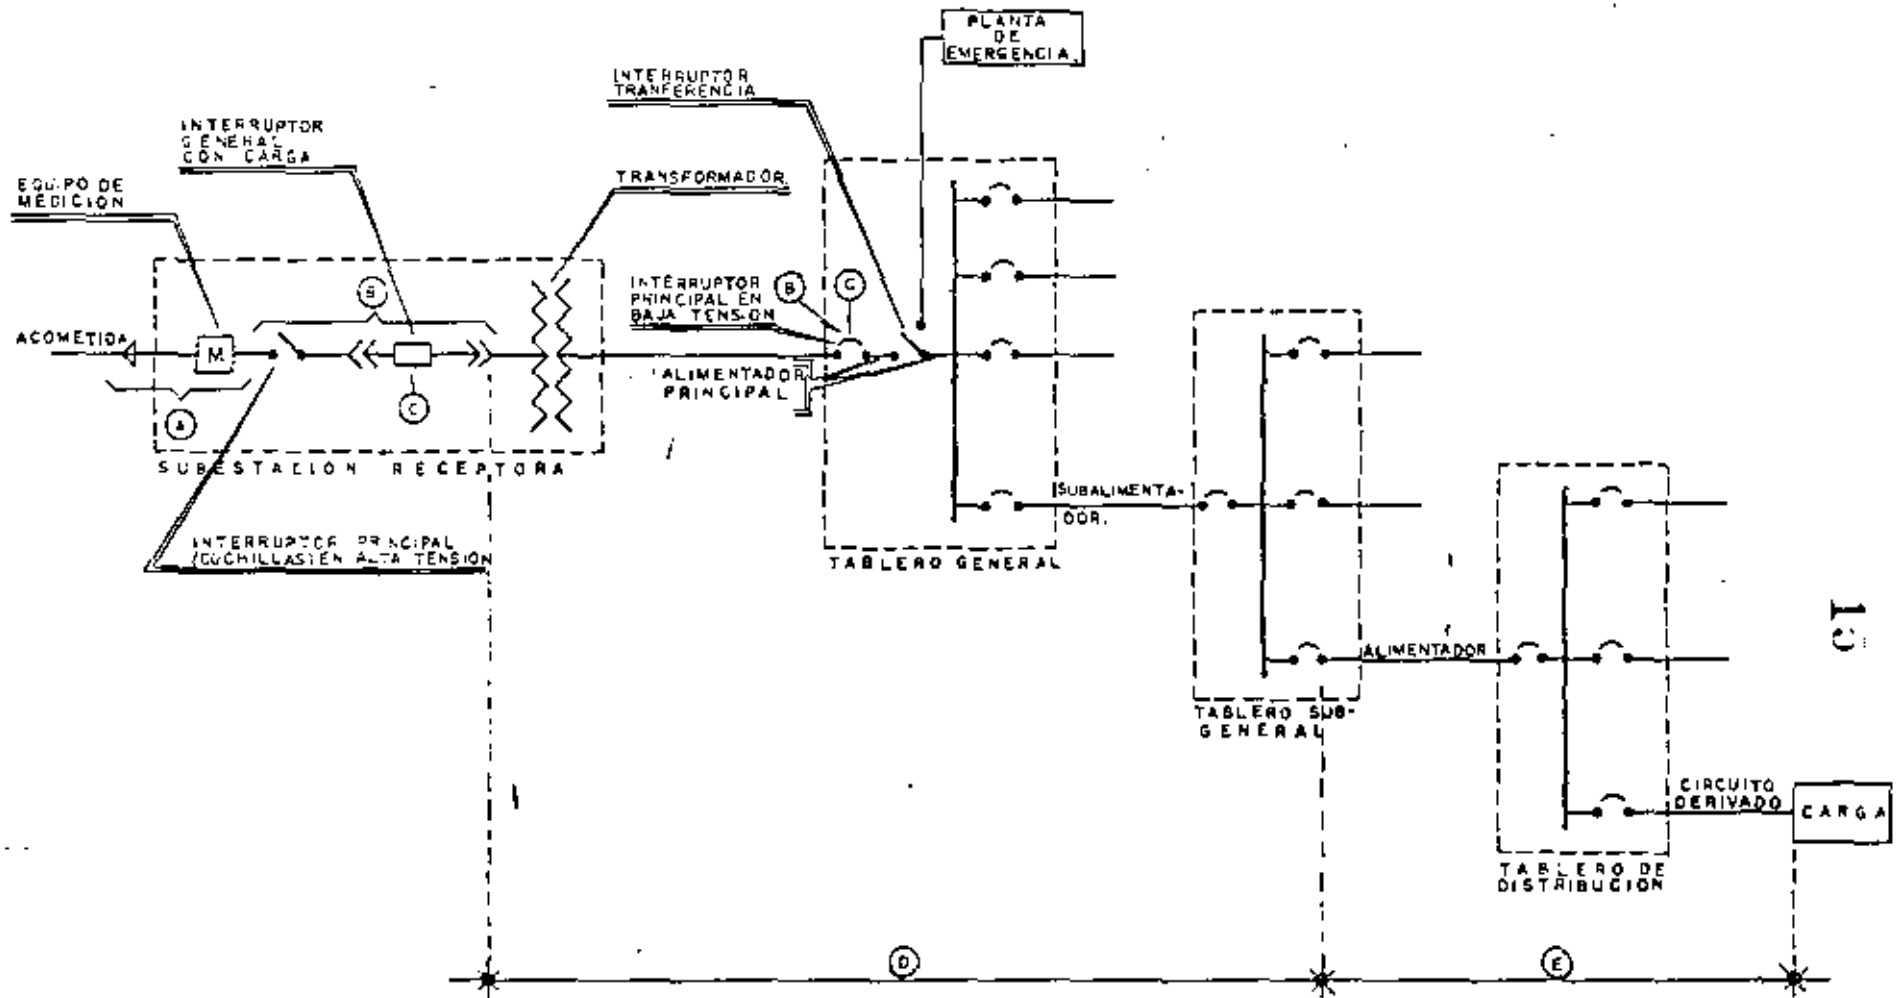 PLANTA
DE
EMERGENCIA.
INTERRUPTOR
TRANFERENCIA
INTERRUPTOR
GENERAL
CON CARGA
EQUIPO DE
MEDICION
TRANSFORMADOR.
B
INTERRUPTOR
PRINCIPAL EN
BAJA TENSION
B
C
ACOMETIDA
M
ALIMENTADOR
PRINCIPAL
C
A
SUBESTACION RECEPTORA
SUBALIMENTA-
DOR.
INTERRUPTOR PRINCIPAL
(CUCHILLAS) EN ALTA TENSION
TABLERO GENERAL
15
ALIMENTADOR
TABLERO SUB-
GENERAL
CIRCUITO
DERIVADO
CARGA
TABLERO DE
DISTRIBUCION
D
E